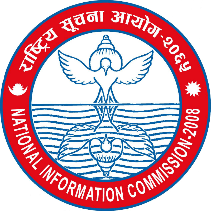 राष्ट्रिय सूचना आयोग-२०६५
NATIONAL INFORMATION COMMISSION-2008